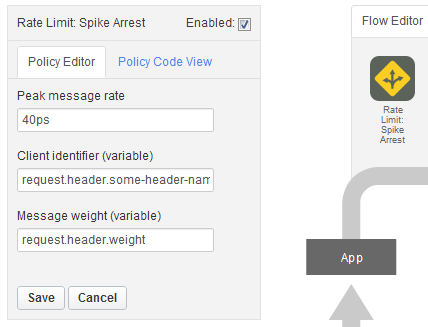 Rate Limit: Spike Arrest
Enabled:
Policy Editor
Policy Code View
Peak message rate
40ps
Client identifier (variable)
request.header.some-header-nam
Message weight (variable)
request.header.weight
Save
Cancel
Flow Editor
Rate
Limit:
Spike
Arrest
App